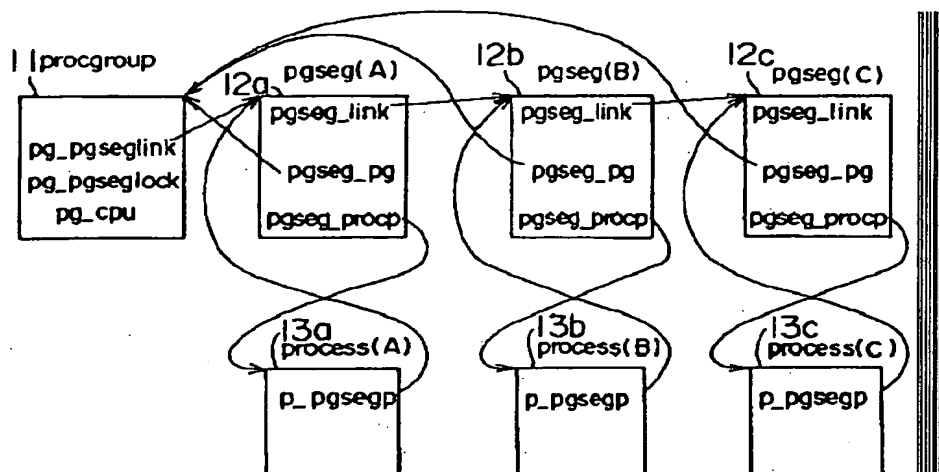 11 procgroup
pg_pgseglink
pg_pgseglock
pg_cpu
12a
pgseg(A)
pgseg_link
pgseg_pg
pgseg_procp
12b
pgseg(B)
pgseg_link
pgseg_pg
pgseg_procp
12c
pgseg(C)
pgseg_link
pgseg_pg
pgseg_procp
13a
process(A)
p_pgsegp
13b
process(B)
p_pgsegp
13c
process(C)
p_pgsegp